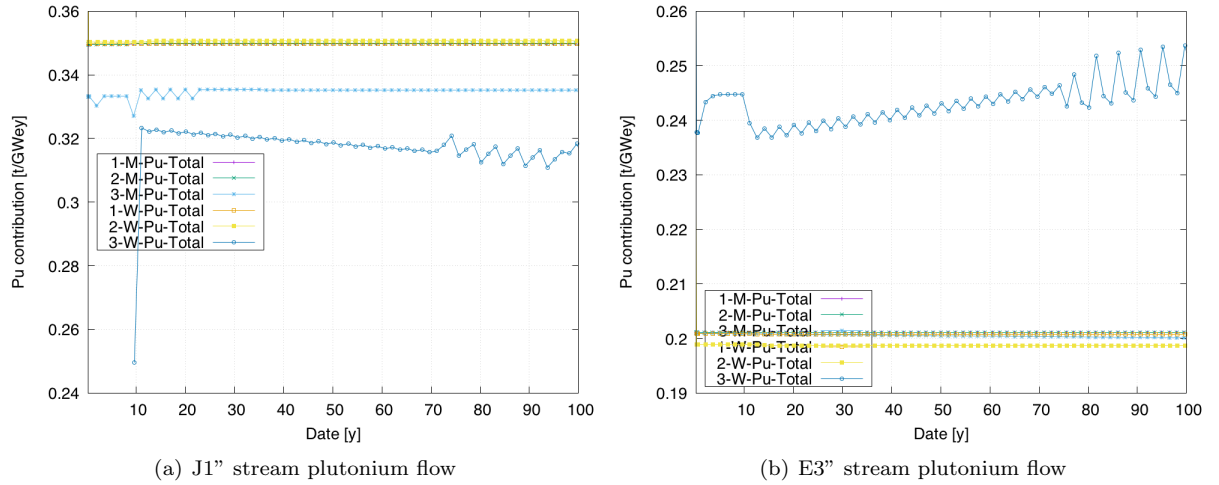 0.36
0.34
0.32
0.3
0.28
0.26
0.24
Pu contribution [t/GWey]
1-M-Pu-Total
2-M-Pu-Total
3-M-Pu-Total
1-W-Pu-Total
2-W-Pu-Total
3-W-Pu-Total
10 20 30 40 50 60 70 80 90 100
Date [y]
(a) J1” stream plutonium flow
0.26
0.25
0.24
0.23
0.22
0.21
0.2
0.19
Pu contribution [t/GWey]
1-M-Pu-Total
2-M-Pu-Total
3-M-Pu-Total
1-W-Pu-Total
2-W-Pu-Total
3-W-Pu-Total
10 20 30 40 50 60 70 80 90 100
Date [y]
(b) E3” stream plutonium flow